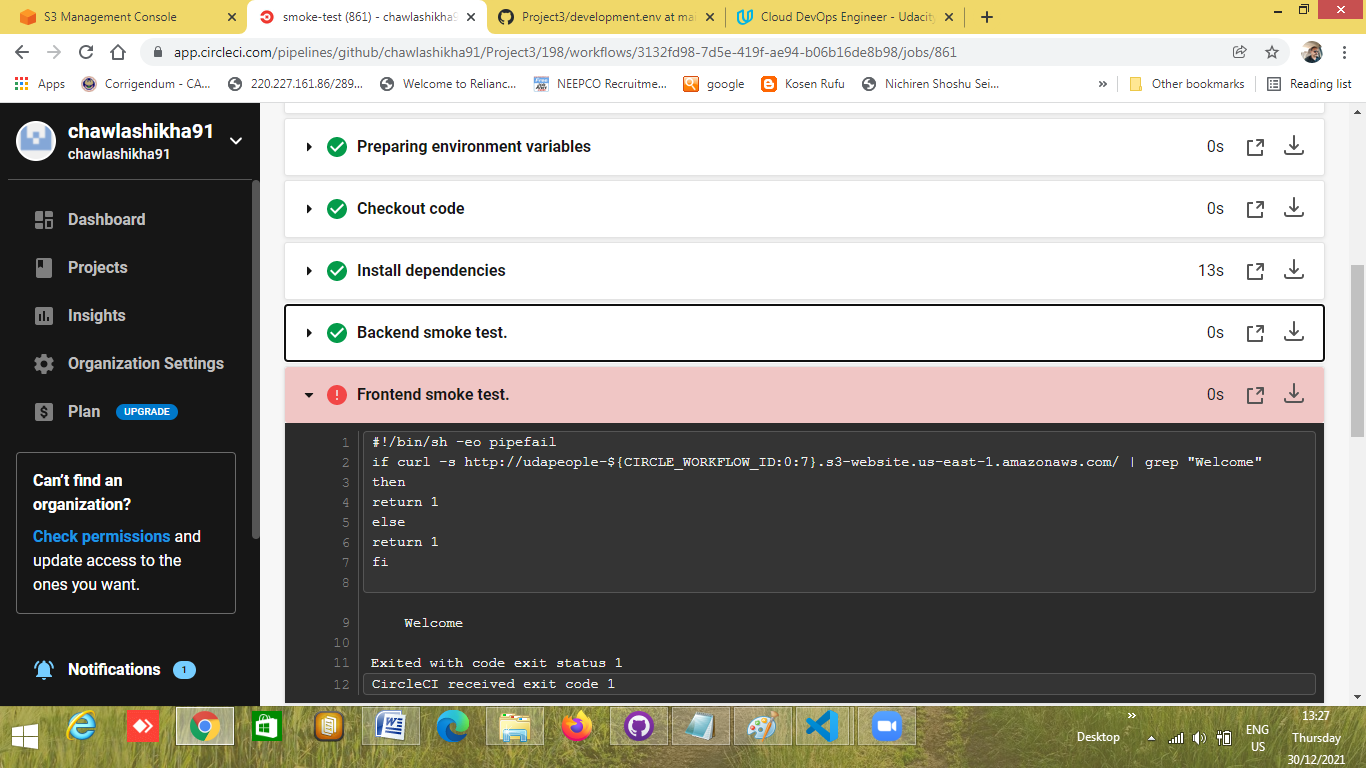 S3 Management Console
smoke-test (861) - chawlashikha9
Project3/development.env at mai
Cloud DevOps Engineer - Udacity
app.circleci.com/pipelines/github/chawlashikha91/Project3/198/workflows/3132fd98-7d5e-419f-ae94-b06b16de8b98/jobs/861
Apps
Corrigendum - CA...
220.227.161.86/289...
Welcome to Relianc...
NEEPCO Recruitme...
google
Kosen Rufu
Nichiren Shoshu Sei...
»
Other bookmarks
Reading list
chawlashikha91
chawlashikha91
Dashboard
Projects
Insights
Organization Settings
Plan UPGRADE
Can't find an
organization?
Check permissions and
update access to the
ones you want.
Notifications 1
Preparing environment variables 0s
Checkout code 0s
Install dependencies 13s
Backend smoke test. 0s
Frontend smoke test. 0s
1 #!/bin/sh -eo pipefail
2 if curl -s http://udapeople-${CIRCLE_WORKFLOW_ID:0:7}.s3-website.us-east-1.amazonaws.com/ | grep "Welcome"
3 then
4 return 1
5 else
6 return 1
7 fi
8
9 Welcome
10
11 Exited with code exit status 1
12 CircleCI received exit code 1
Desktop
»
ENG
US
13:27
Thursday
30/12/2021